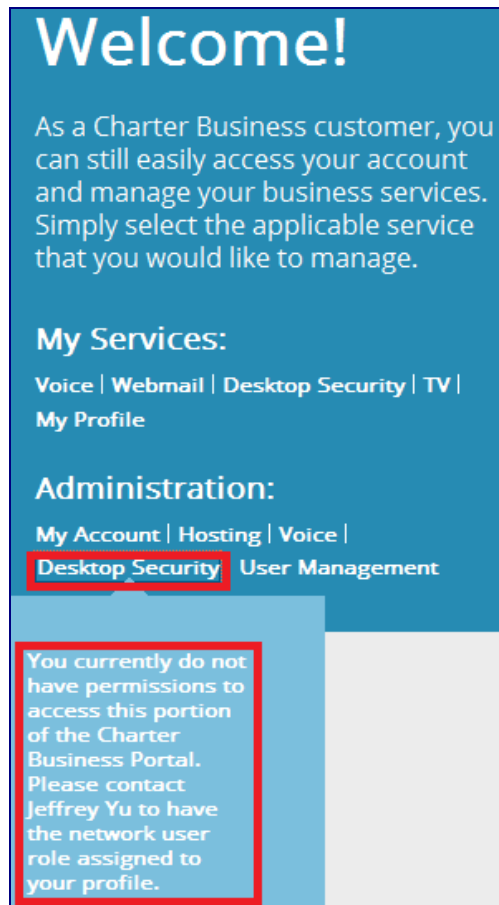 Welcome!
As a Charter Business customer, you
can still easily access your account
and manage your business services.
Simply select the applicable service
that you would like to manage.
My Services:
Voice | Webmail | Desktop Security | TV |
My Profile
Administration:
My Account | Hosting | Voice |
Desktop Security User Management
You currently do not
have permissions to
access this portion
of the Charter
Business Portal.
Please contact
Jeffrey Yu to have
the network user
role assigned to
your profile.